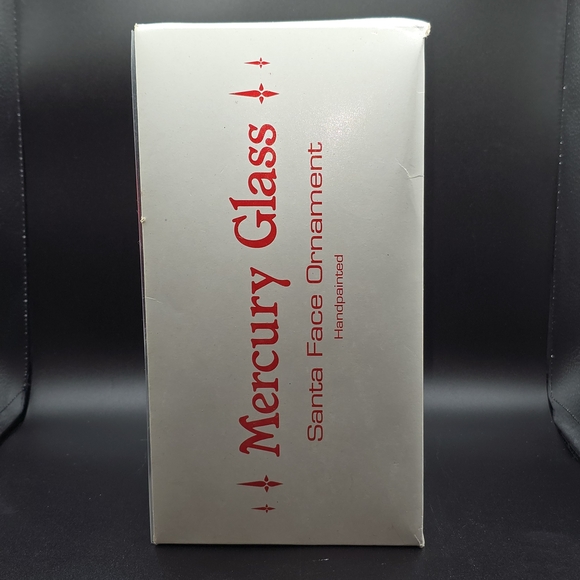 Mercury Glass
Santa Face Ornament
Handpainted